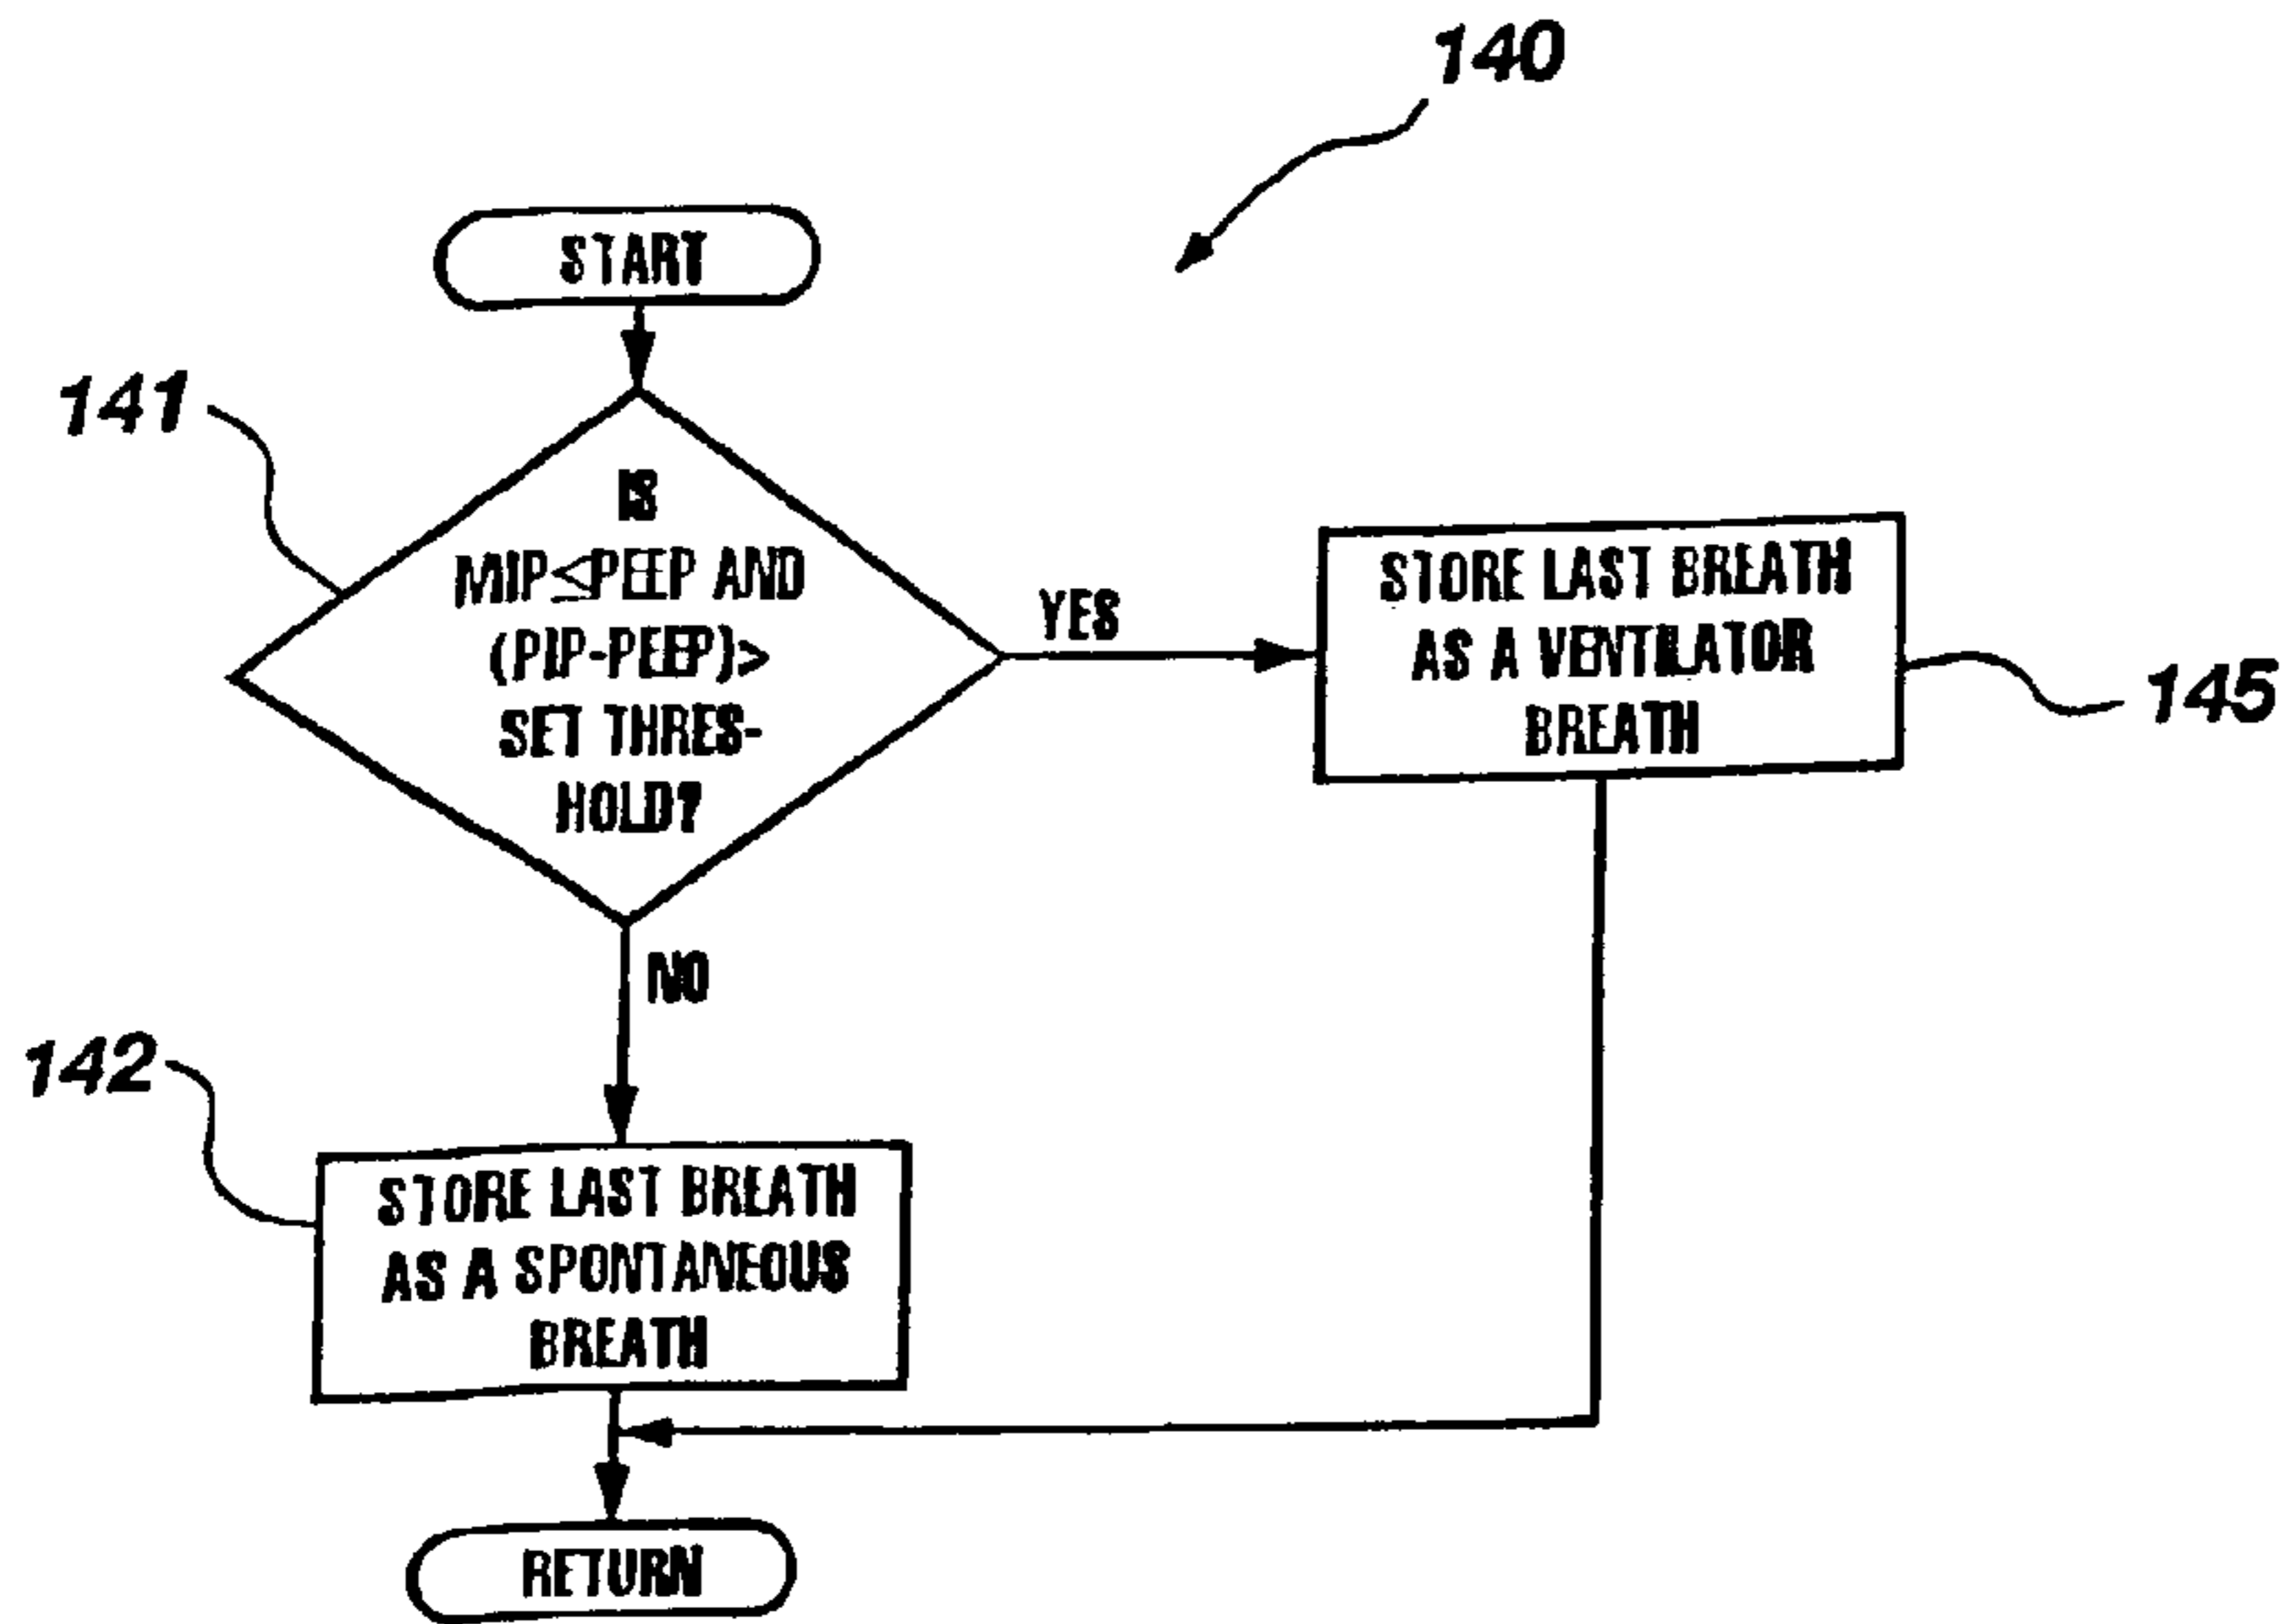 140
START
141
IS
MIP≤PEEP AND
(PIP-PEEP)>
SET THRES-
HOLD?
YES
STORE LAST BREATH
AS A VENTILATOR
BREATH
145
NO
142
STORE LAST BREATH
AS A SPONTANEOUS
BREATH
RETURN